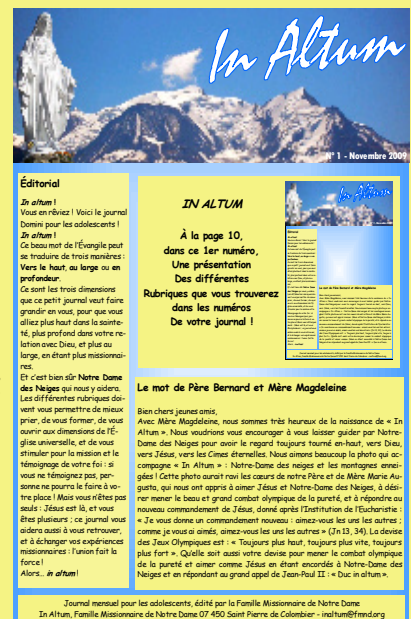 In Altum
N° 1 - Novembre 2009
Éditorial
In altum !
Vous en rêviez ! Voici le journal
Domini pour les adolescents !
In altum !
Ce beau mot de l'Évangile peut
se traduire de trois manières :
Vers le haut, au large ou en
profondeur.
Ce sont les trois dimensions
que ce petit journal veut faire
grandir en vous, pour que vous
alliez plus haut dans la sainte-
té, plus profond dans votre re-
lation avec Dieu, et plus au
large, en étant plus missionnai-
res.
Et c'est bien sûr Notre Dame
des Neiges qui nous y aidera.
Les différentes rubriques doi-
vent vous permettre de mieux
prier, de vous former, de vous
ouvrir aux dimensions de l'É-
glise universelle, et de vous
stimuler pour la mission et le
témoignage de votre foi : si
vous ne témoignez pas, per-
sonne ne pourra le faire à vo-
tre place ! Mais vous n'êtes pas
seuls : Jésus est là, et vous
êtes plusieurs ; ce journal vous
aidera aussi à vous retrouver,
et à échanger vos expériences
missionnaires : l'union fait la
force !
Alors... in altum !
IN ALTUM
À la page 10,
dans ce 1er numéro,
Une présentation
Des différentes
Rubriques que vous trouverez
dans les numéros
De votre journal !
In Altum
Le mot de Père Bernard et Mère Magdeleine
Bien chers jeunes amis,
Avec Mère Magdeleine, nous sommes très heureux de la naissance de « In
Altum ». Nous voudrions vous encourager à vous laisser guider par Notre-
Dame des Neiges pour avoir le regard toujours tourné en-haut, vers Dieu,
vers Jésus, vers les Cimes éternelles. Nous aimons beaucoup la photo qui ac-
compagne « In Altum » : Notre-Dame des neiges et les montagnes ennei-
gées ! Cette photo aurait ravi les cœurs de notre Père et de Mère Marie Au-
gusta, qui nous ont appris à aimer Jésus et Notre-Dame des Neiges, à dési-
rer mener le beau et grand combat olympique de la pureté, et à répondre au
nouveau commandement de Jésus, donné après l'Institution de l'Eucharistie :
« Je vous donne un commandement nouveau : aimez-vous les uns les autres ;
comme je vous ai aimés, aimez-vous les uns les autres » (Jn 13, 34). La devise
des Jeux Olympiques est : « Toujours plus haut, toujours plus vite, toujours
plus fort ». Qu'elle soit aussi votre devise pour mener le combat olympique
de la pureté et aimer comme Jésus en étant encordés à Notre-Dame des
Neiges et en répondant au grand appel de Jean-Paul II : « Duc in altum ».
Journal mensuel pour les adolescents, édité par la Famille Missionnaire de Notre Dame
In Altum, Famille Missionnaire de Notre Dame 07 450 Saint Pierre de Colombier - inaltum@fmnd.org